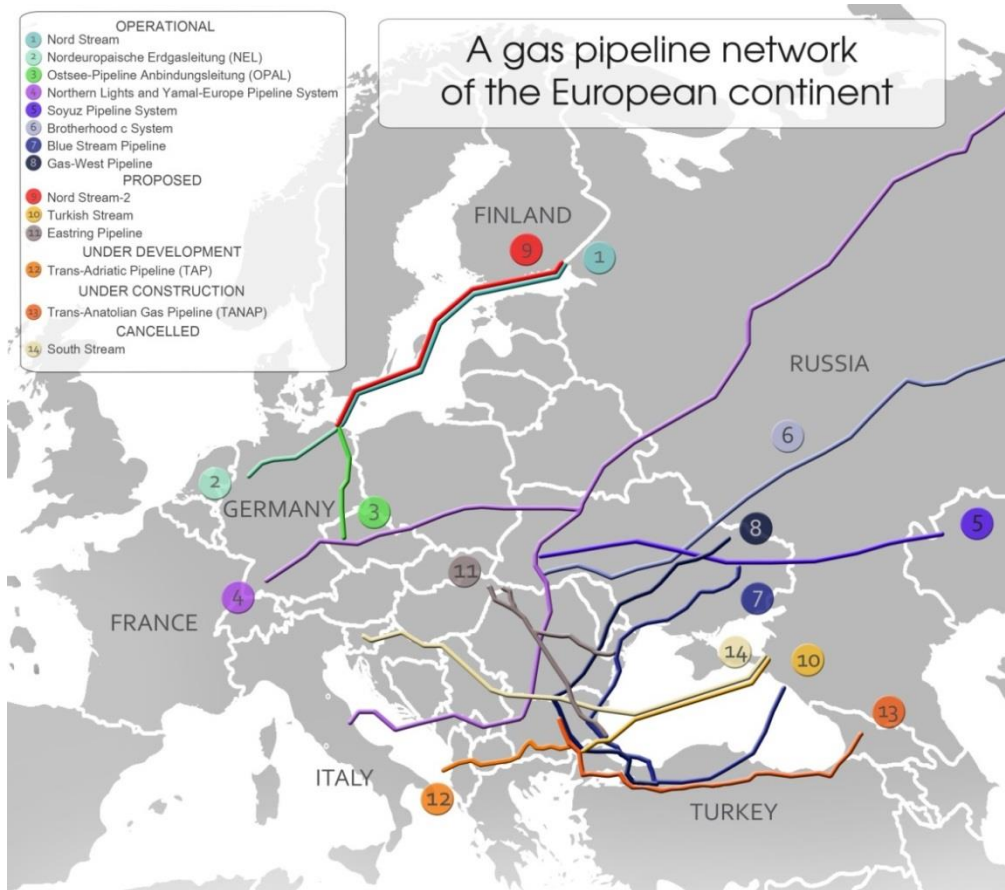 A gas pipeline network
of the European continent
OPERATIONAL
1 Nord Stream
2 Nordeuropaische Erdgasleitung (NEL)
3 Ostsee-Pipeline Anbindungsleitung (OPAL)
4 Northern Lights and Yamal-Europe Pipeline System
5 Soyuz Pipeline System
6 Brotherhood c System
7 Blue Stream Pipeline
8 Gas-West Pipeline
PROPOSED
9 Nord Stream-2
10 Turkish Stream
11 Eastring Pipeline
UNDER DEVELOPMENT
12 Trans-Adriatic Pipeline (TAP)
UNDER CONSTRUCTION
13 Trans-Anatolian Gas Pipeline (TANAP)
CANCELLED
14 South Stream
FINLAND
9
1
RUSSIA
6
2
GERMANY
3
5
8
11
4
7
FRANCE
14
10
13
ITALY
12
TURKEY